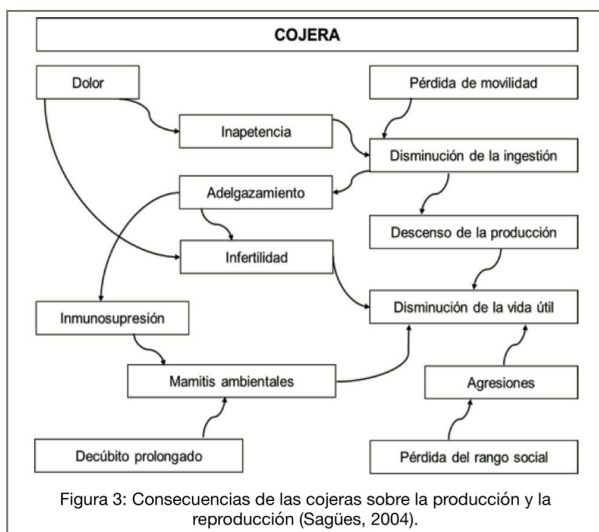 COJERA
Dolor
Pérdida de movilidad
Inapetencia
Disminución de la ingestión
Adelgazamiento
Descenso de la producción
Infertilidad
Disminución de la vida útil
Inmunosupresión
Mamitis ambientales
Agresiones
Decúbito prolongado
Pérdida del rango social
Figura 3: Consecuencias de las cojeras sobre la producción y la
reproducción (Sagües, 2004).